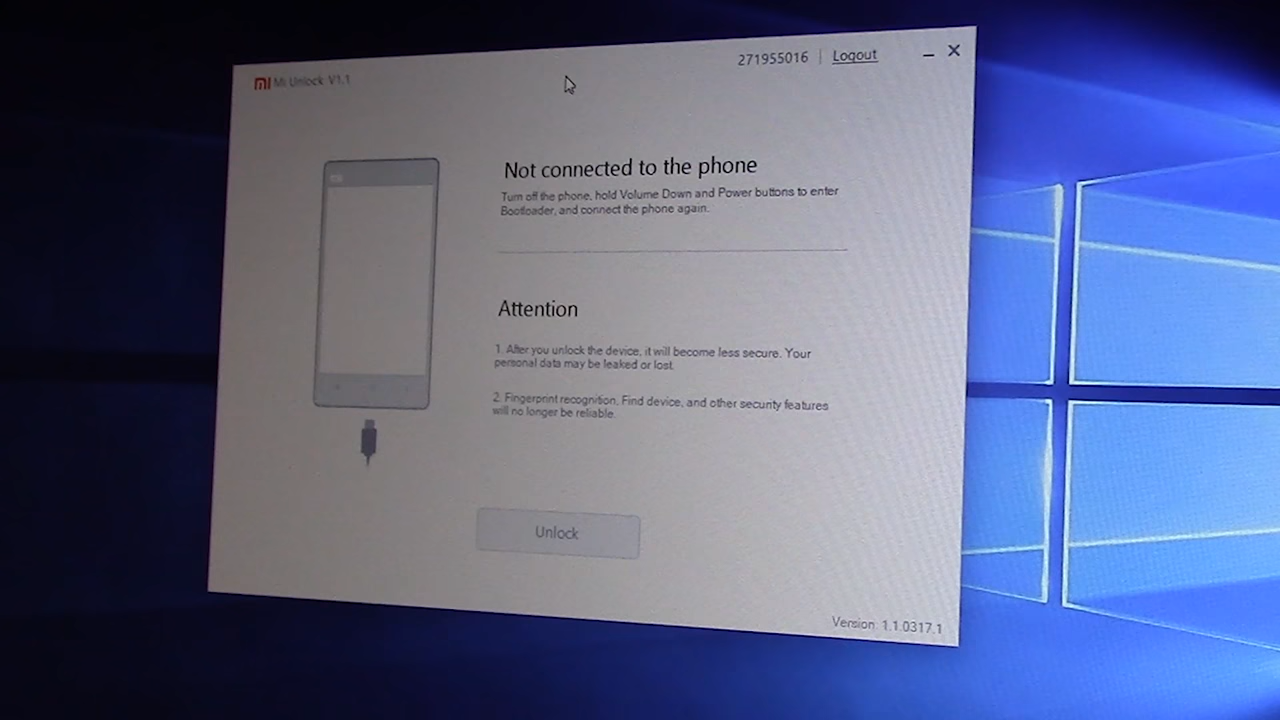 271955016 | Logout
Mi Unlock V1.1
Not connected to the phone
Turn off the phone, hold Volume Down and Power buttons to enter
Bootloader, and connect the phone again.
Attention
1. After you unlock the device, it will become less secure. Your
personal data may be leaked or lost.
2. Fingerprint recognition, Find device, and other security features
will no longer be reliable.
Unlock
Version: 1.1.0317.1